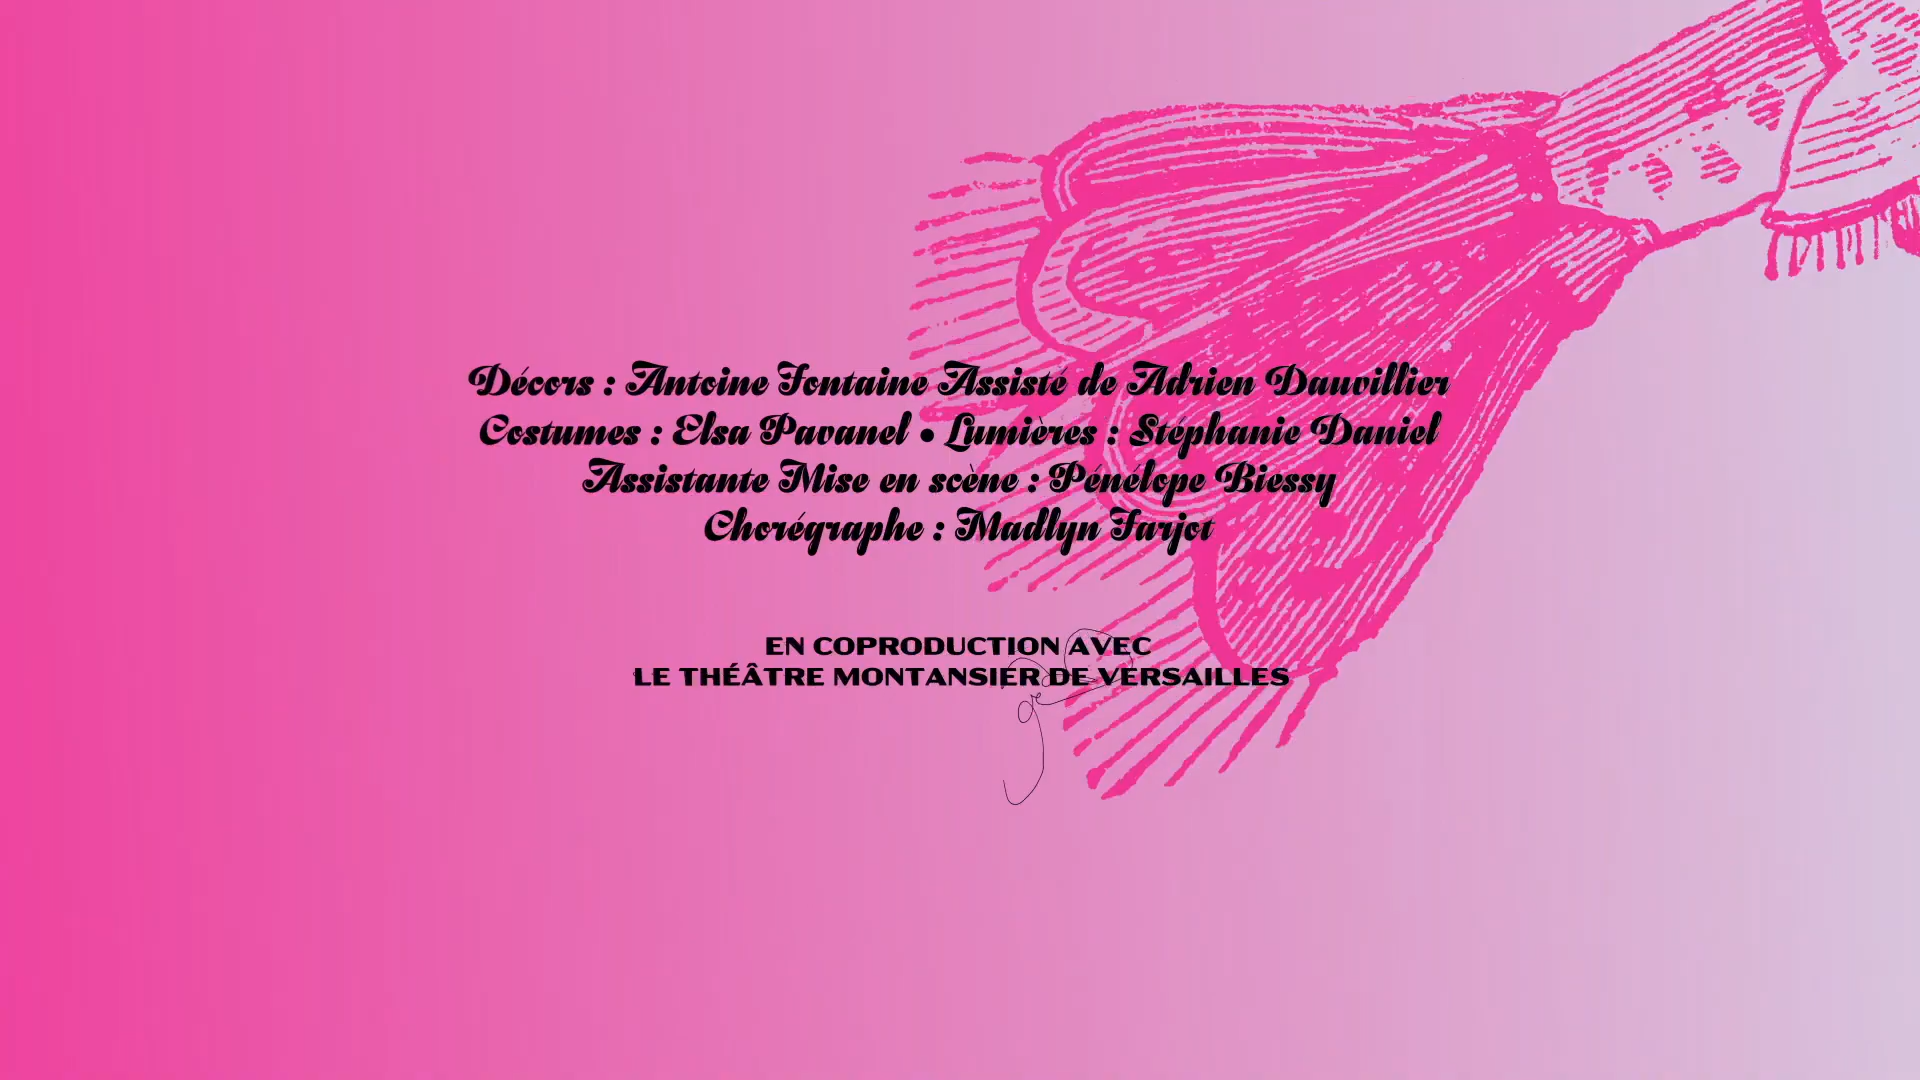 Décors : Antoine Fontaine Assisté de Adrien Dauvillier
Costumes : Elsa Pavanel • Lumières : Stéphanie Daniel
Assistante Mise en scène : Pénélope Biessy
Chorégraphe : Madlyn Farjot
EN COPRODUCTION AVEC
LE THÉÂTRE MONTANSIER DE VERSAILLES